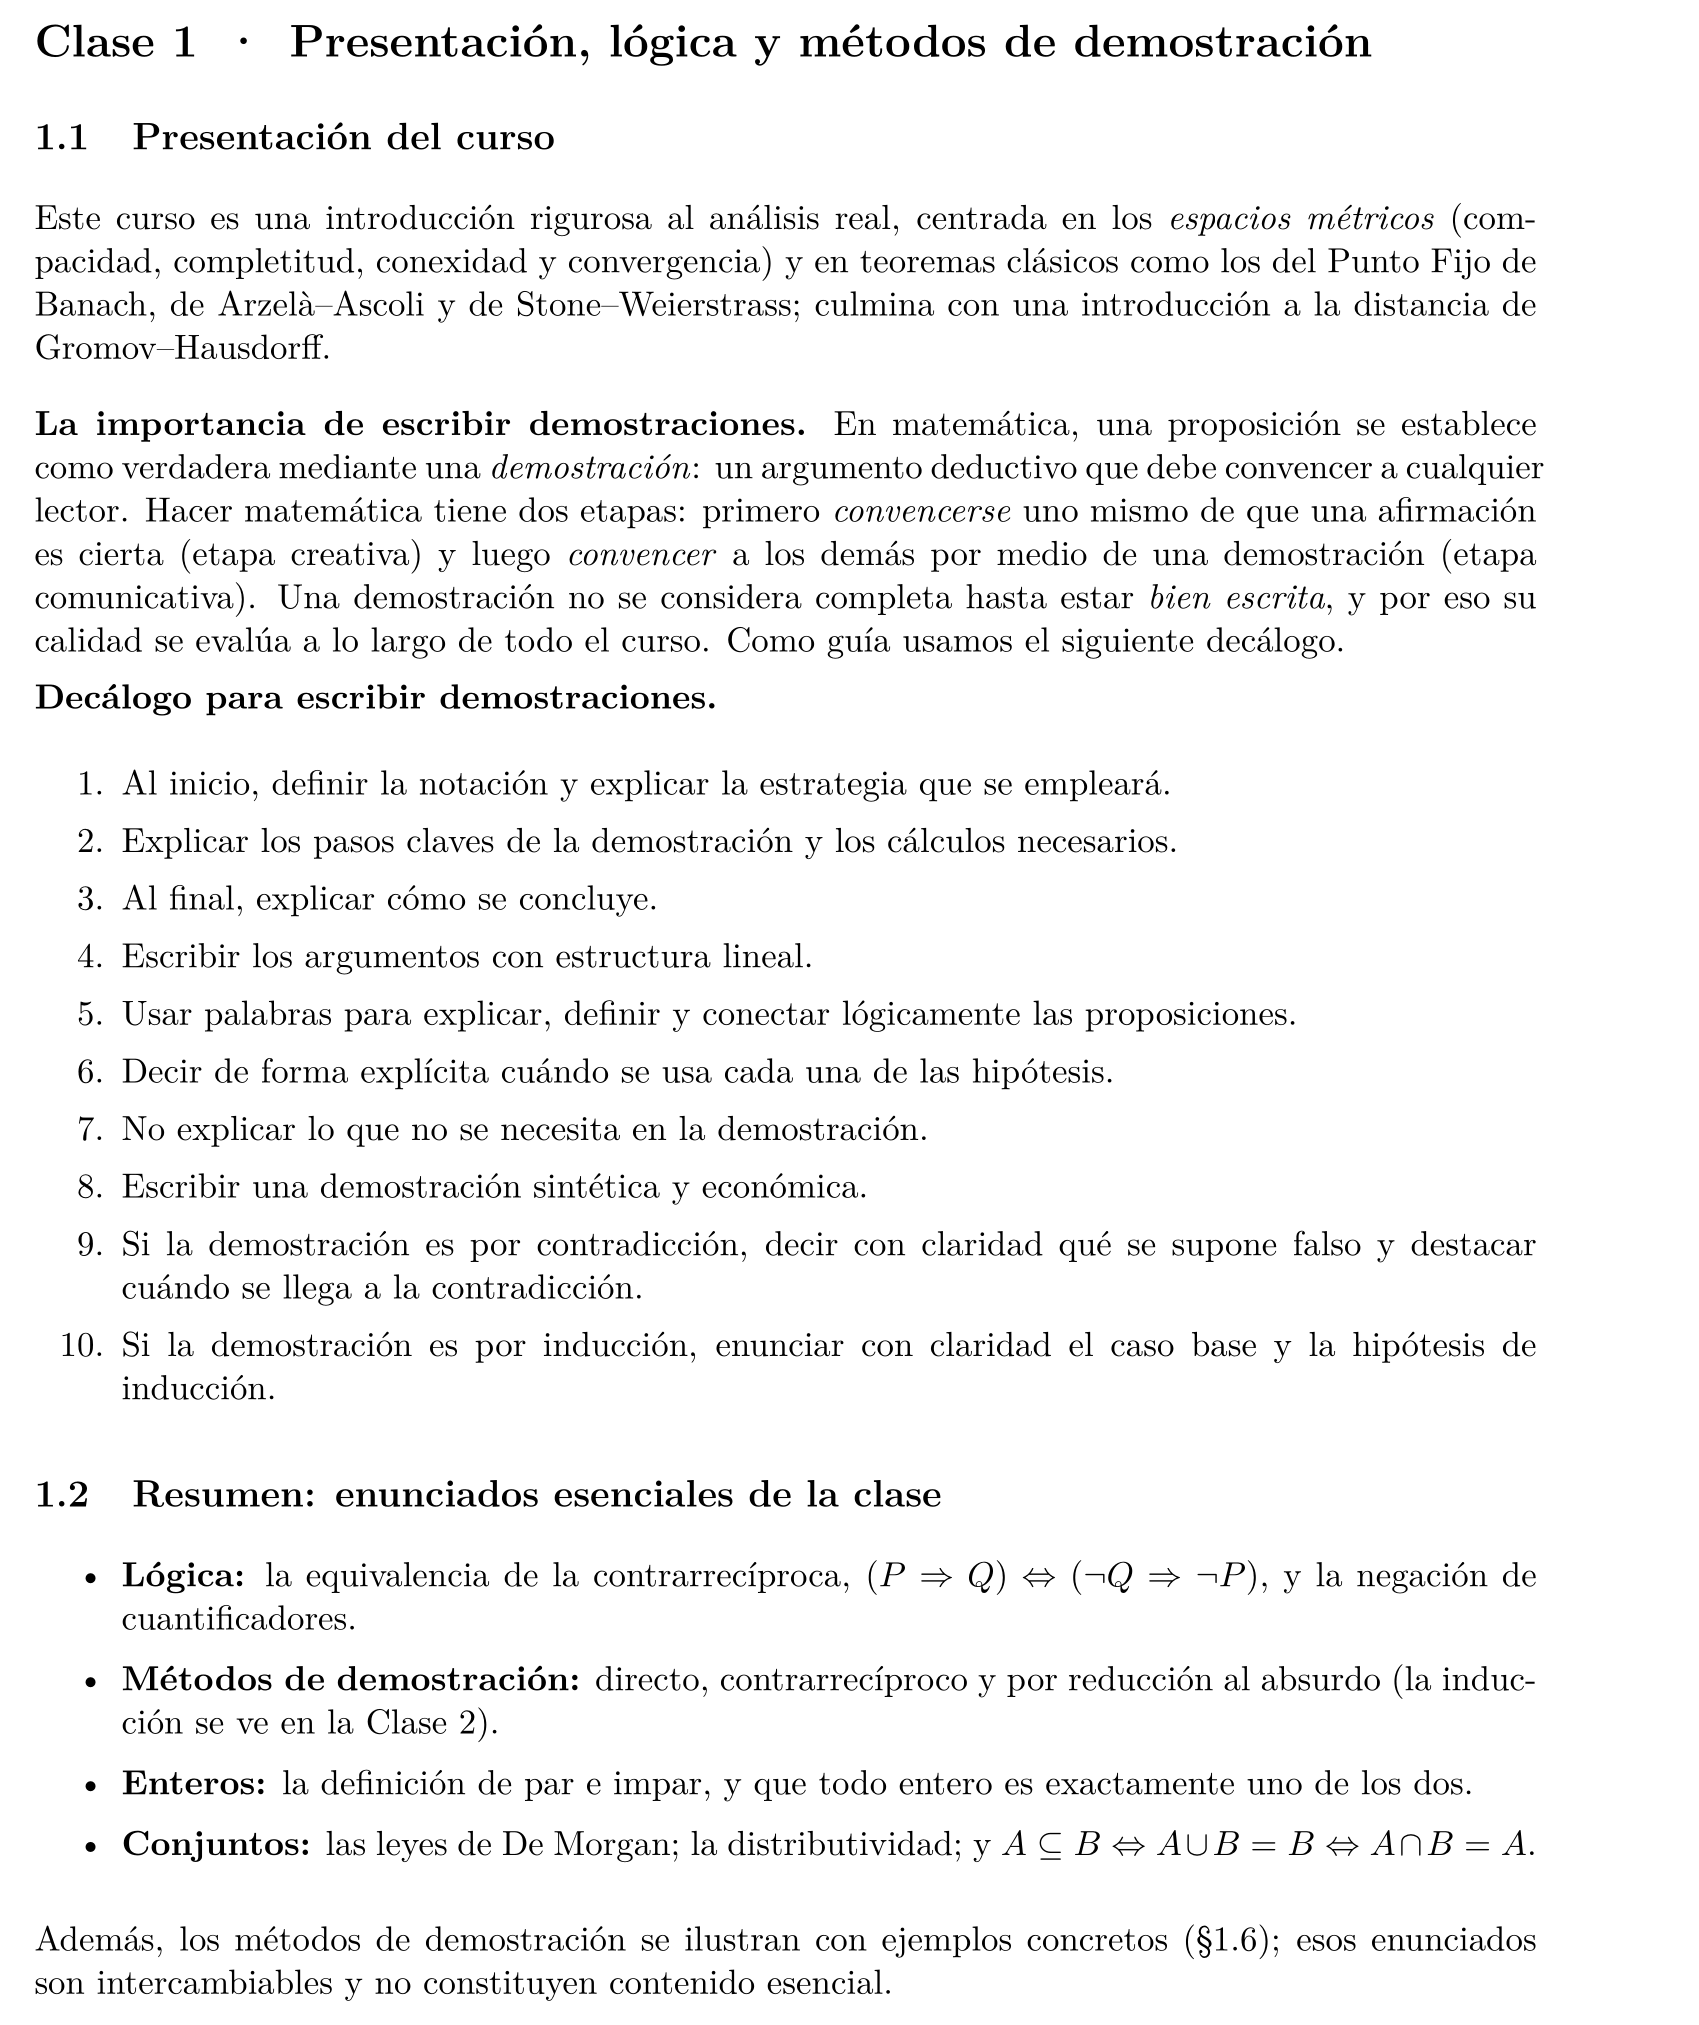 Clase 1 · Presentación, lógica y métodos de demostración
1.1 Presentación del curso
Este curso es una introducción rigurosa al análisis real, centrada en los espacios métricos (com-
pacidad, completitud, conexidad y convergencia) y en teoremas clásicos como los del Punto Fijo de
Banach, de Arzelà–Ascoli y de Stone–Weierstrass; culmina con una introducción a la distancia de
Gromov–Hausdorff.
La importancia de escribir demostraciones. En matemática, una proposición se establece
como verdadera mediante una demostración: un argumento deductivo que debe convencer a cualquier
lector. Hacer matemática tiene dos etapas: primero convencerse uno mismo de que una afirmación
es cierta (etapa creativa) y luego convencer a los demás por medio de una demostración (etapa
comunicativa). Una demostración no se considera completa hasta estar bien escrita, y por eso su
calidad se evalúa a lo largo de todo el curso. Como guía usamos el siguiente decálogo.
Decálogo para escribir demostraciones.
1. Al inicio, definir la notación y explicar la estrategia que se empleará.
2. Explicar los pasos claves de la demostración y los cálculos necesarios.
3. Al final, explicar cómo se concluye.
4. Escribir los argumentos con estructura lineal.
5. Usar palabras para explicar, definir y conectar lógicamente las proposiciones.
6. Decir de forma explícita cuándo se usa cada una de las hipótesis.
7. No explicar lo que no se necesita en la demostración.
8. Escribir una demostración sintética y económica.
9. Si la demostración es por contradicción, decir con claridad qué se supone falso y destacar
cuándo se llega a la contradicción.
10. Si la demostración es por inducción, enunciar con claridad el caso base y la hipótesis de
inducción.
1.2 Resumen: enunciados esenciales de la clase
• Lógica: la equivalencia de la contrarrecíproca, (P ⇒ Q) ⇔ (¬Q ⇒ ¬P), y la negación de
cuantificadores.
• Métodos de demostración: directo, contrarrecíproco y por reducción al absurdo (la induc-
ción se ve en la Clase 2).
• Enteros: la definición de par e impar, y que todo entero es exactamente uno de los dos.
• Conjuntos: las leyes de De Morgan; la distributividad; y A ⊆ B ⇔ A∪B = B ⇔ A∩B = A.
Además, los métodos de demostración se ilustran con ejemplos concretos (§1.6); esos enunciados
son intercambiables y no constituyen contenido esencial.